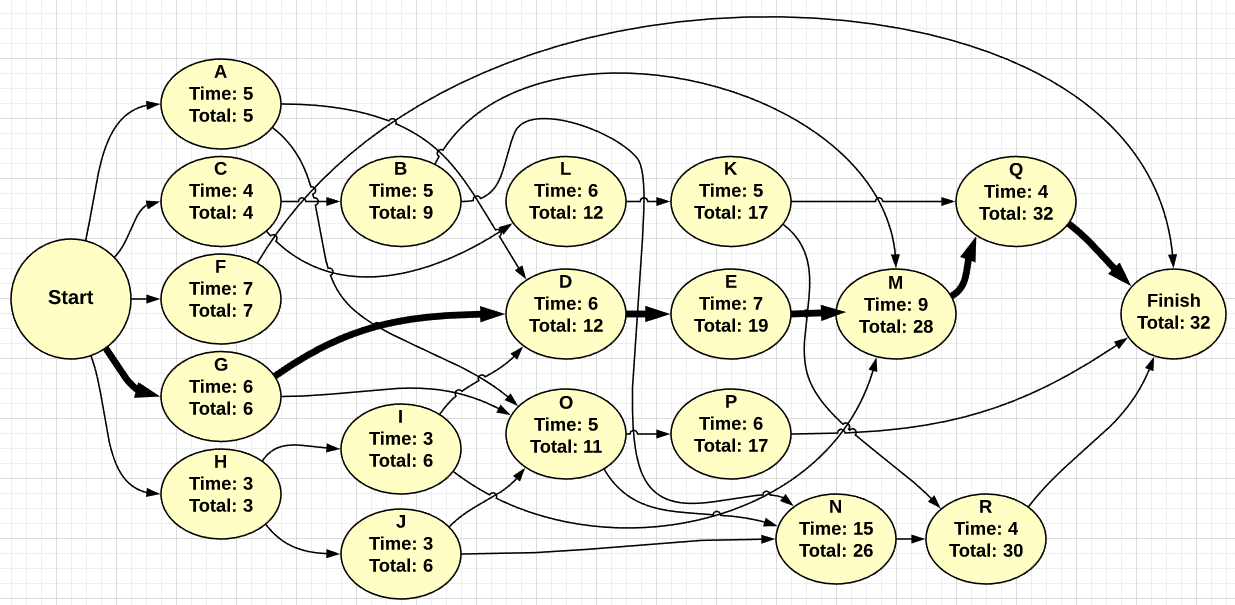 Start
A
Time: 5
Total: 5
C
Time: 4
Total: 4
F
Time: 7
Total: 7
G
Time: 6
Total: 6
H
Time: 3
Total: 3
B
Time: 5
Total: 9
I
Time: 3
Total: 6
J
Time: 3
Total: 6
L
Time: 6
Total: 12
D
Time: 6
Total: 12
O
Time: 5
Total: 11
K
Time: 5
Total: 17
E
Time: 7
Total: 19
P
Time: 6
Total: 17
M
Time: 9
Total: 28
N
Time: 15
Total: 26
Q
Time: 4
Total: 32
R
Time: 4
Total: 30
Finish
Total: 32